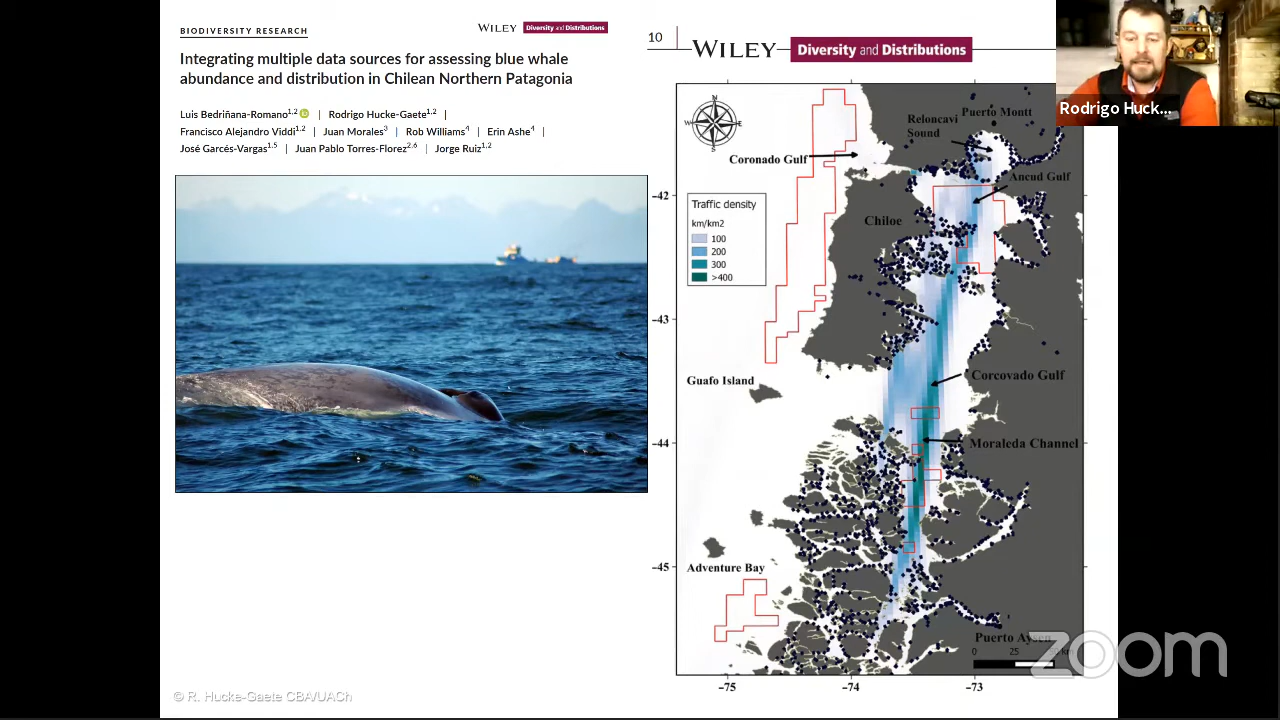 BIODIVERSITY RESEARCH
WILEY Diversity and Distributions
Integrating multiple data sources for assessing blue whale
abundance and distribution in Chilean Northern Patagonia
Luis Bedriñana-Romano1,2 | Rodrigo Hucke-Gaete1,2 |
Francisco Alejandro Viddi1,2 | Juan Morales3 | Rob Williams4 | Erin Ashe4 |
José Garcés-Vargas1,5 | Juan Pablo Torres-Florez2,6 | Jorge Ruiz1,2
© R. Hucke-Gaete CBA/UACh
10
WILEY Diversity and Distributions
N
E
S
Puerto Montt
Reloncavi
Sound
Coronado Gulf
Ancud Gulf
Traffic density
km/km2
100
200
300
>400
Chiloe
Guafo Island
Corcovado Gulf
Moraleda Channel
Adventure Bay
Puerto Aysen
0 25 50 km
-42
-43
-44
-45
-75 -74 -73
Rodrigo Huck...
zoom